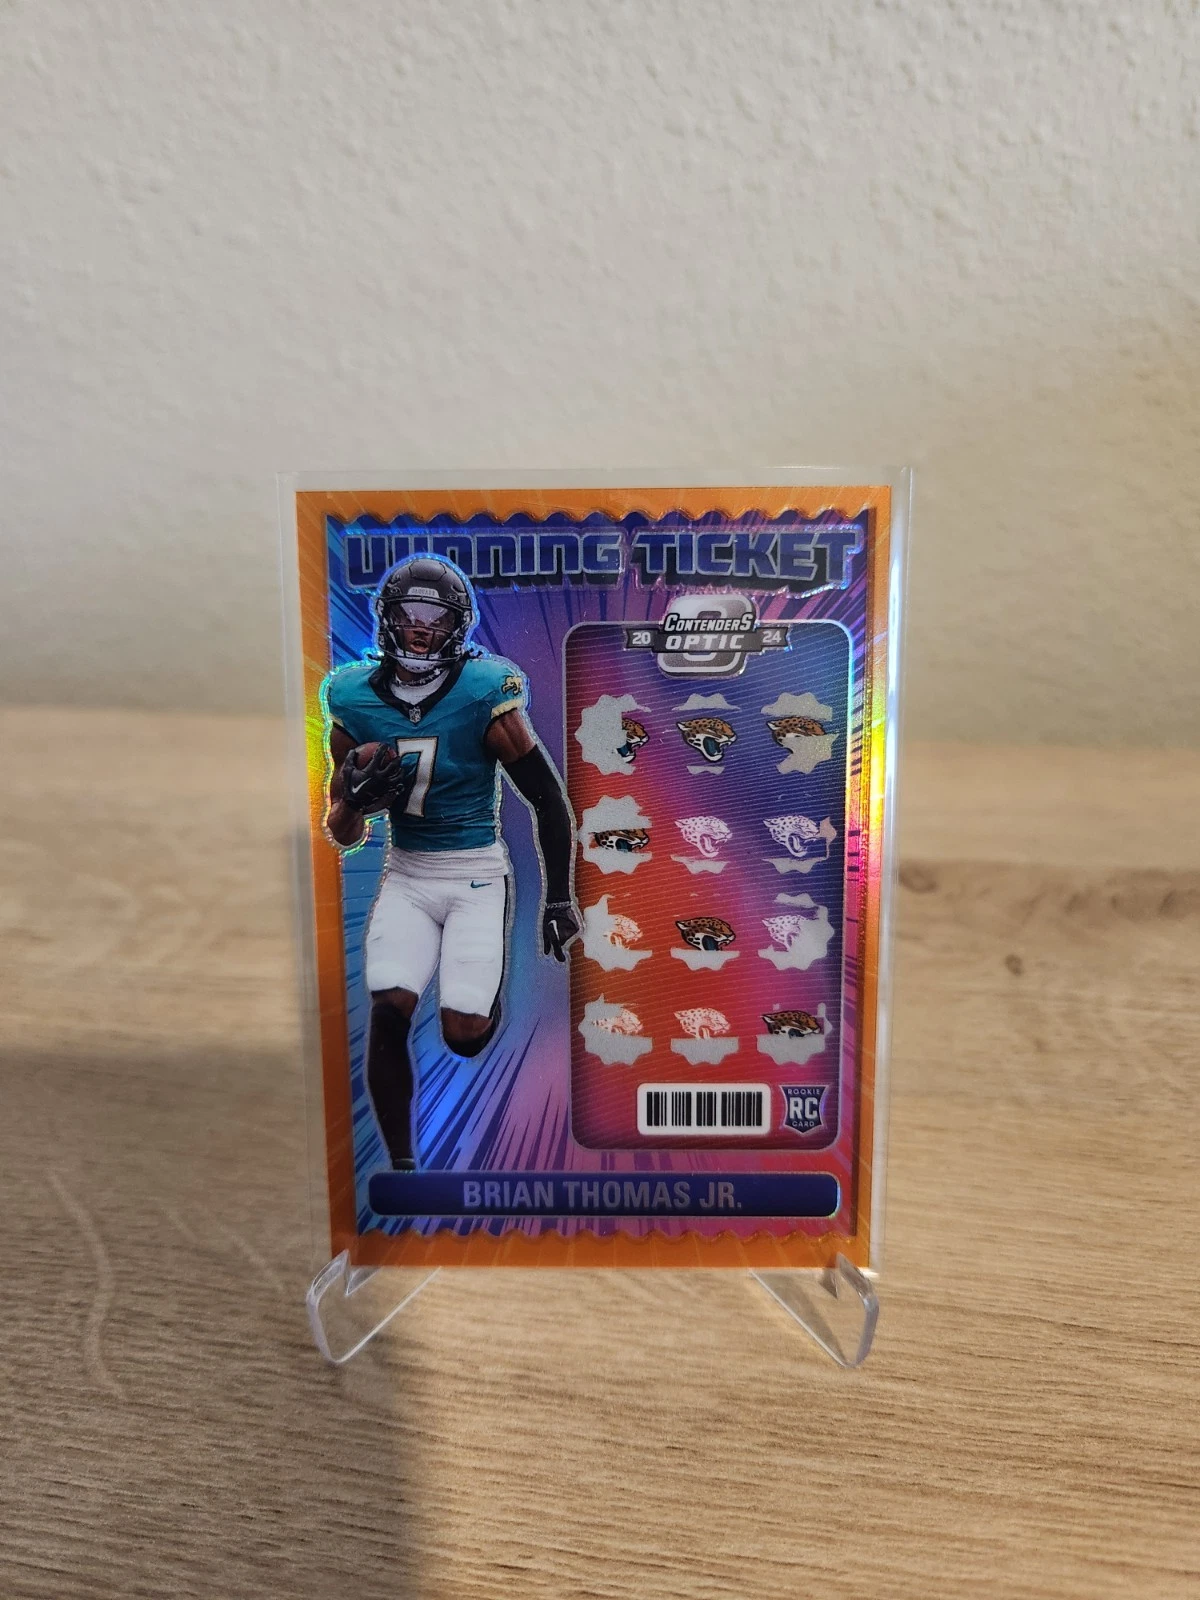 WINNING TICKET
CONTENDERS
20 OPTIC 24
7
ROOKIE
RC
CARD
BRIAN THOMAS JR.